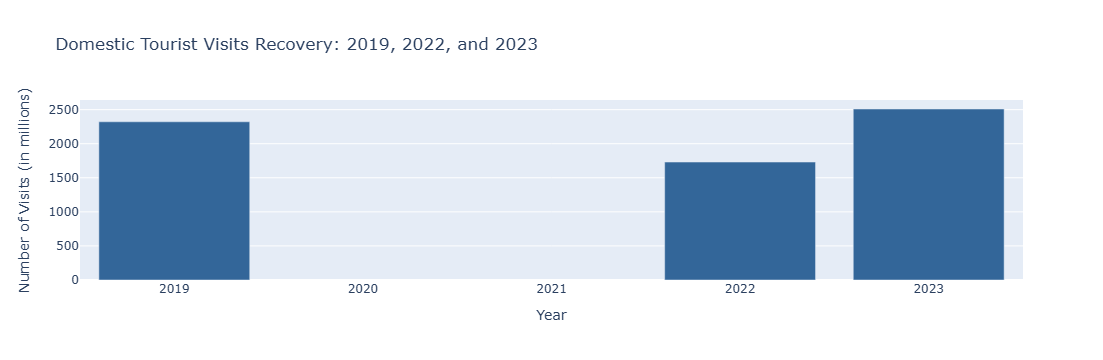 Domestic Tourist Visits Recovery: 2019, 2022, and 2023
Number of Visits (in millions)
2500
2000
1500
1000
500
0
2019 2020 2021 2022 2023
Year